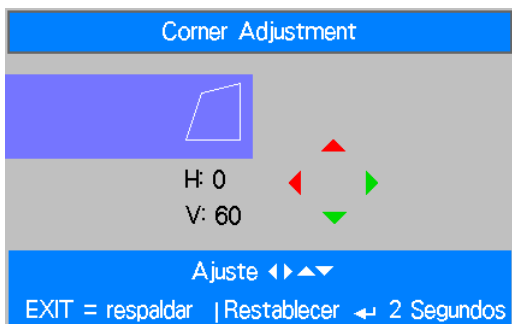 Corner Adjustment
H: 0
V: 60
Ajuste
EXIT = respaldar | Restablecer ↵ 2 Segundos